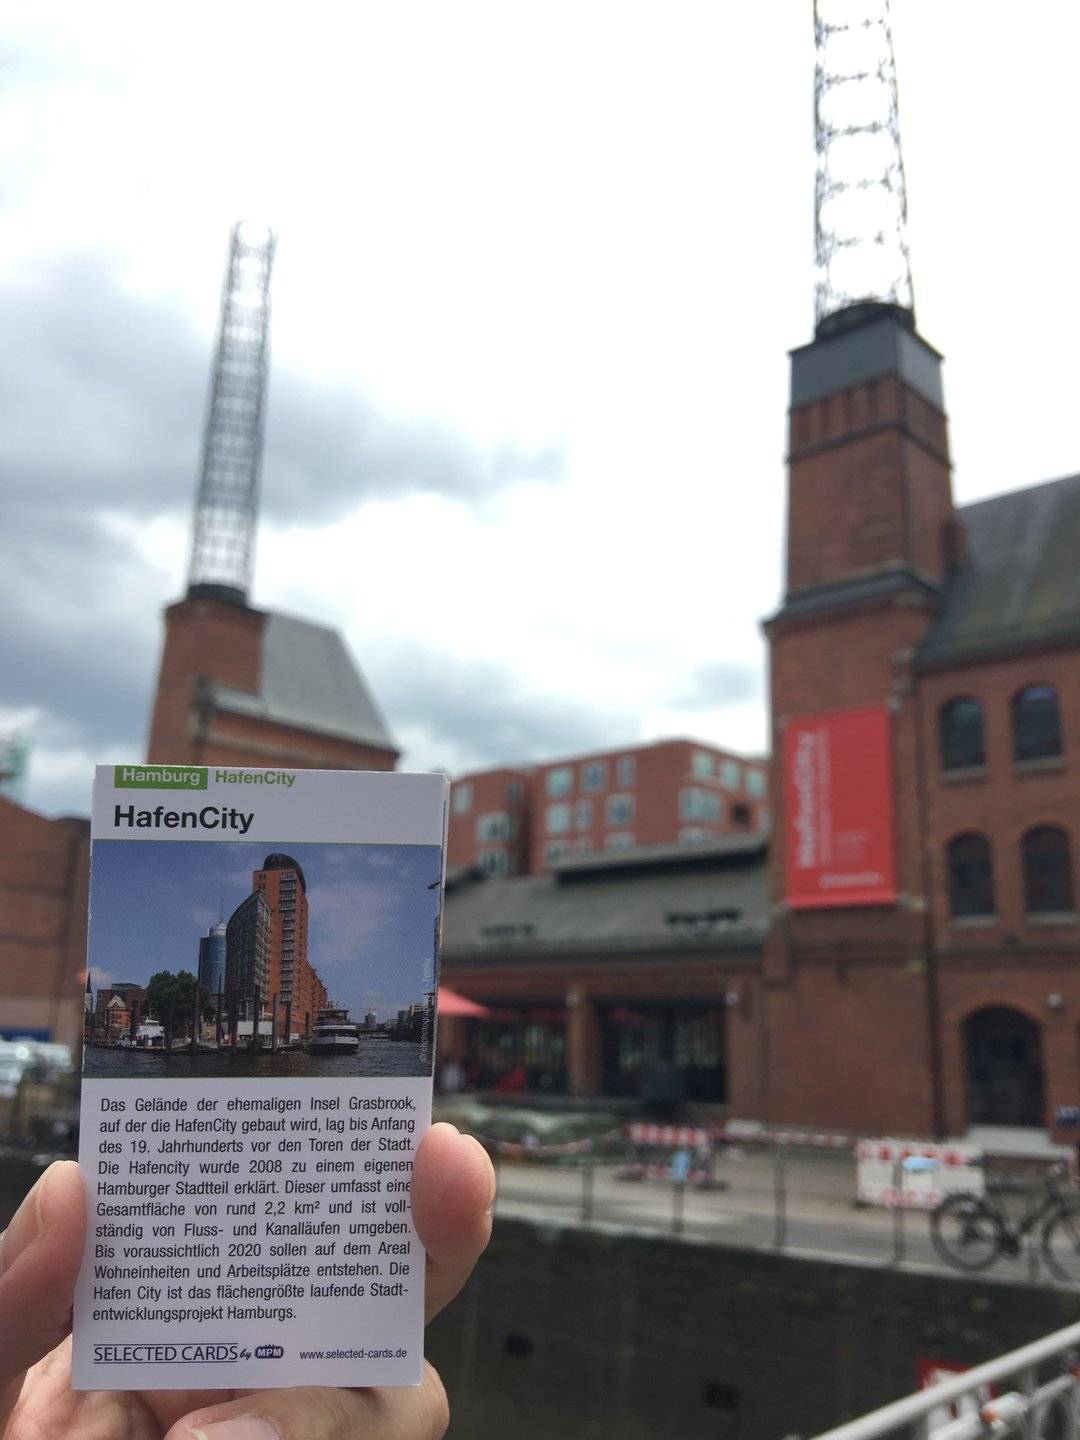 Hamburg HafenCity
HafenCity
Das Gelände der ehemaligen Insel Grasbrook,
auf der die HafenCity gebaut wird, lag bis Anfang
des 19. Jahrhunderts vor den Toren der Stadt.
Die Hafencity wurde 2008 zu einem eigenen
Hamburger Stadtteil erklärt. Dieser umfasst eine
Gesamtfläche von rund 2,2 km² und ist voll-
ständig von Fluss- und Kanalläufen umgeben.
Bis voraussichtlich 2020 sollen auf dem Areal
Wohneinheiten und Arbeitsplätze entstehen. Die
Hafen City ist das flächengrößte laufende Stadt-
entwicklungsprojekt Hamburgs.
SELECTED CARDS by MPM www.selected-cards.de
HafenCity